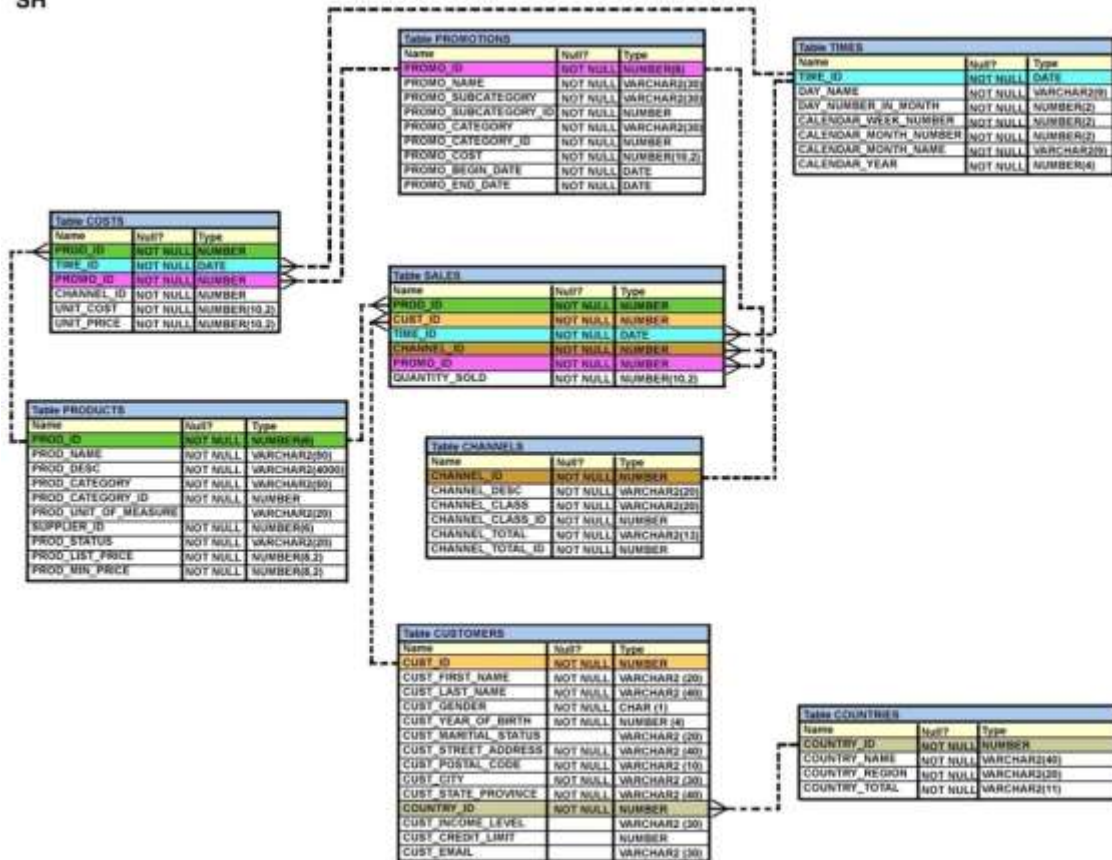 SH
Table PROMOTIONS
Name Null? Type
PROMO_ID NOT NULL NUMBER(6)
PROMO_NAME NOT NULL VARCHAR2(30)
PROMO_SUBCATEGORY NOT NULL VARCHAR2(30)
PROMO_SUBCATEGORY_ID NOT NULL NUMBER
PROMO_CATEGORY NOT NULL VARCHAR2(30)
PROMO_CATEGORY_ID NOT NULL NUMBER
PROMO_COST NOT NULL NUMBER(10,2)
PROMO_BEGIN_DATE NOT NULL DATE
PROMO_END_DATE NOT NULL DATE
Table TIMES
Name Null? Type
TIME_ID NOT NULL DATE
DAY_NAME NOT NULL VARCHAR2(9)
DAY_NUMBER_IN_MONTH NOT NULL NUMBER(2)
CALENDAR_WEEK_NUMBER NOT NULL NUMBER(2)
CALENDAR_MONTH_NUMBER NOT NULL NUMBER(2)
CALENDAR_MONTH_NAME NOT NULL VARCHAR2(9)
CALENDAR_YEAR NOT NULL NUMBER(4)
Table COSTS
Name Null? Type
PROD_ID NOT NULL NUMBER
TIME_ID NOT NULL DATE
PROMO_ID NOT NULL NUMBER
CHANNEL_ID NOT NULL NUMBER
UNIT_COST NOT NULL NUMBER(10,2)
UNIT_PRICE NOT NULL NUMBER(10,2)
Table SALES
Name Null? Type
PROD_ID NOT NULL NUMBER
CUST_ID NOT NULL NUMBER
TIME_ID NOT NULL DATE
CHANNEL_ID NOT NULL NUMBER
PROMO_ID NOT NULL NUMBER
QUANTITY_SOLD NOT NULL NUMBER(10,2)
Table PRODUCTS
Name Null? Type
PROD_ID NOT NULL NUMBER(6)
PROD_NAME NOT NULL VARCHAR2(50)
PROD_DESC NOT NULL VARCHAR2(4000)
PROD_CATEGORY NOT NULL VARCHAR2(50)
PROD_CATEGORY_ID NOT NULL NUMBER
PROD_UNIT_OF_MEASURE VARCHAR2(20)
SUPPLIER_ID NOT NULL NUMBER(6)
PROD_STATUS NOT NULL VARCHAR2(20)
PROD_LIST_PRICE NOT NULL NUMBER(8,2)
PROD_MIN_PRICE NOT NULL NUMBER(8,2)
Table CHANNELS
Name Null? Type
CHANNEL_ID NOT NULL NUMBER
CHANNEL_DESC NOT NULL VARCHAR2(20)
CHANNEL_CLASS NOT NULL VARCHAR2(20)
CHANNEL_CLASS_ID NOT NULL NUMBER
CHANNEL_TOTAL NOT NULL VARCHAR2(13)
CHANNEL_TOTAL_ID NOT NULL NUMBER
Table CUSTOMERS
Name Null? Type
CUST_ID NOT NULL NUMBER
CUST_FIRST_NAME NOT NULL VARCHAR2 (20)
CUST_LAST_NAME NOT NULL VARCHAR2 (40)
CUST_GENDER NOT NULL CHAR (1)
CUST_YEAR_OF_BIRTH NOT NULL NUMBER (4)
CUST_MARITIAL_STATUS VARCHAR2 (20)
CUST_STREET_ADDRESS NOT NULL VARCHAR2 (40)
CUST_POSTAL_CODE NOT NULL VARCHAR2 (10)
CUST_CITY NOT NULL VARCHAR2 (30)
CUST_STATE_PROVINCE NOT NULL VARCHAR2 (40)
COUNTRY_ID NOT NULL NUMBER
CUST_INCOME_LEVEL VARCHAR2 (30)
CUST_CREDIT_LIMIT NUMBER
CUST_EMAIL VARCHAR2 (30)
Table COUNTRIES
Name Null? Type
COUNTRY_ID NOT NULL NUMBER
COUNTRY_NAME NOT NULL VARCHAR2(40)
COUNTRY_REGION NOT NULL VARCHAR2(20)
COUNTRY_TOTAL NOT NULL VARCHAR2(11)